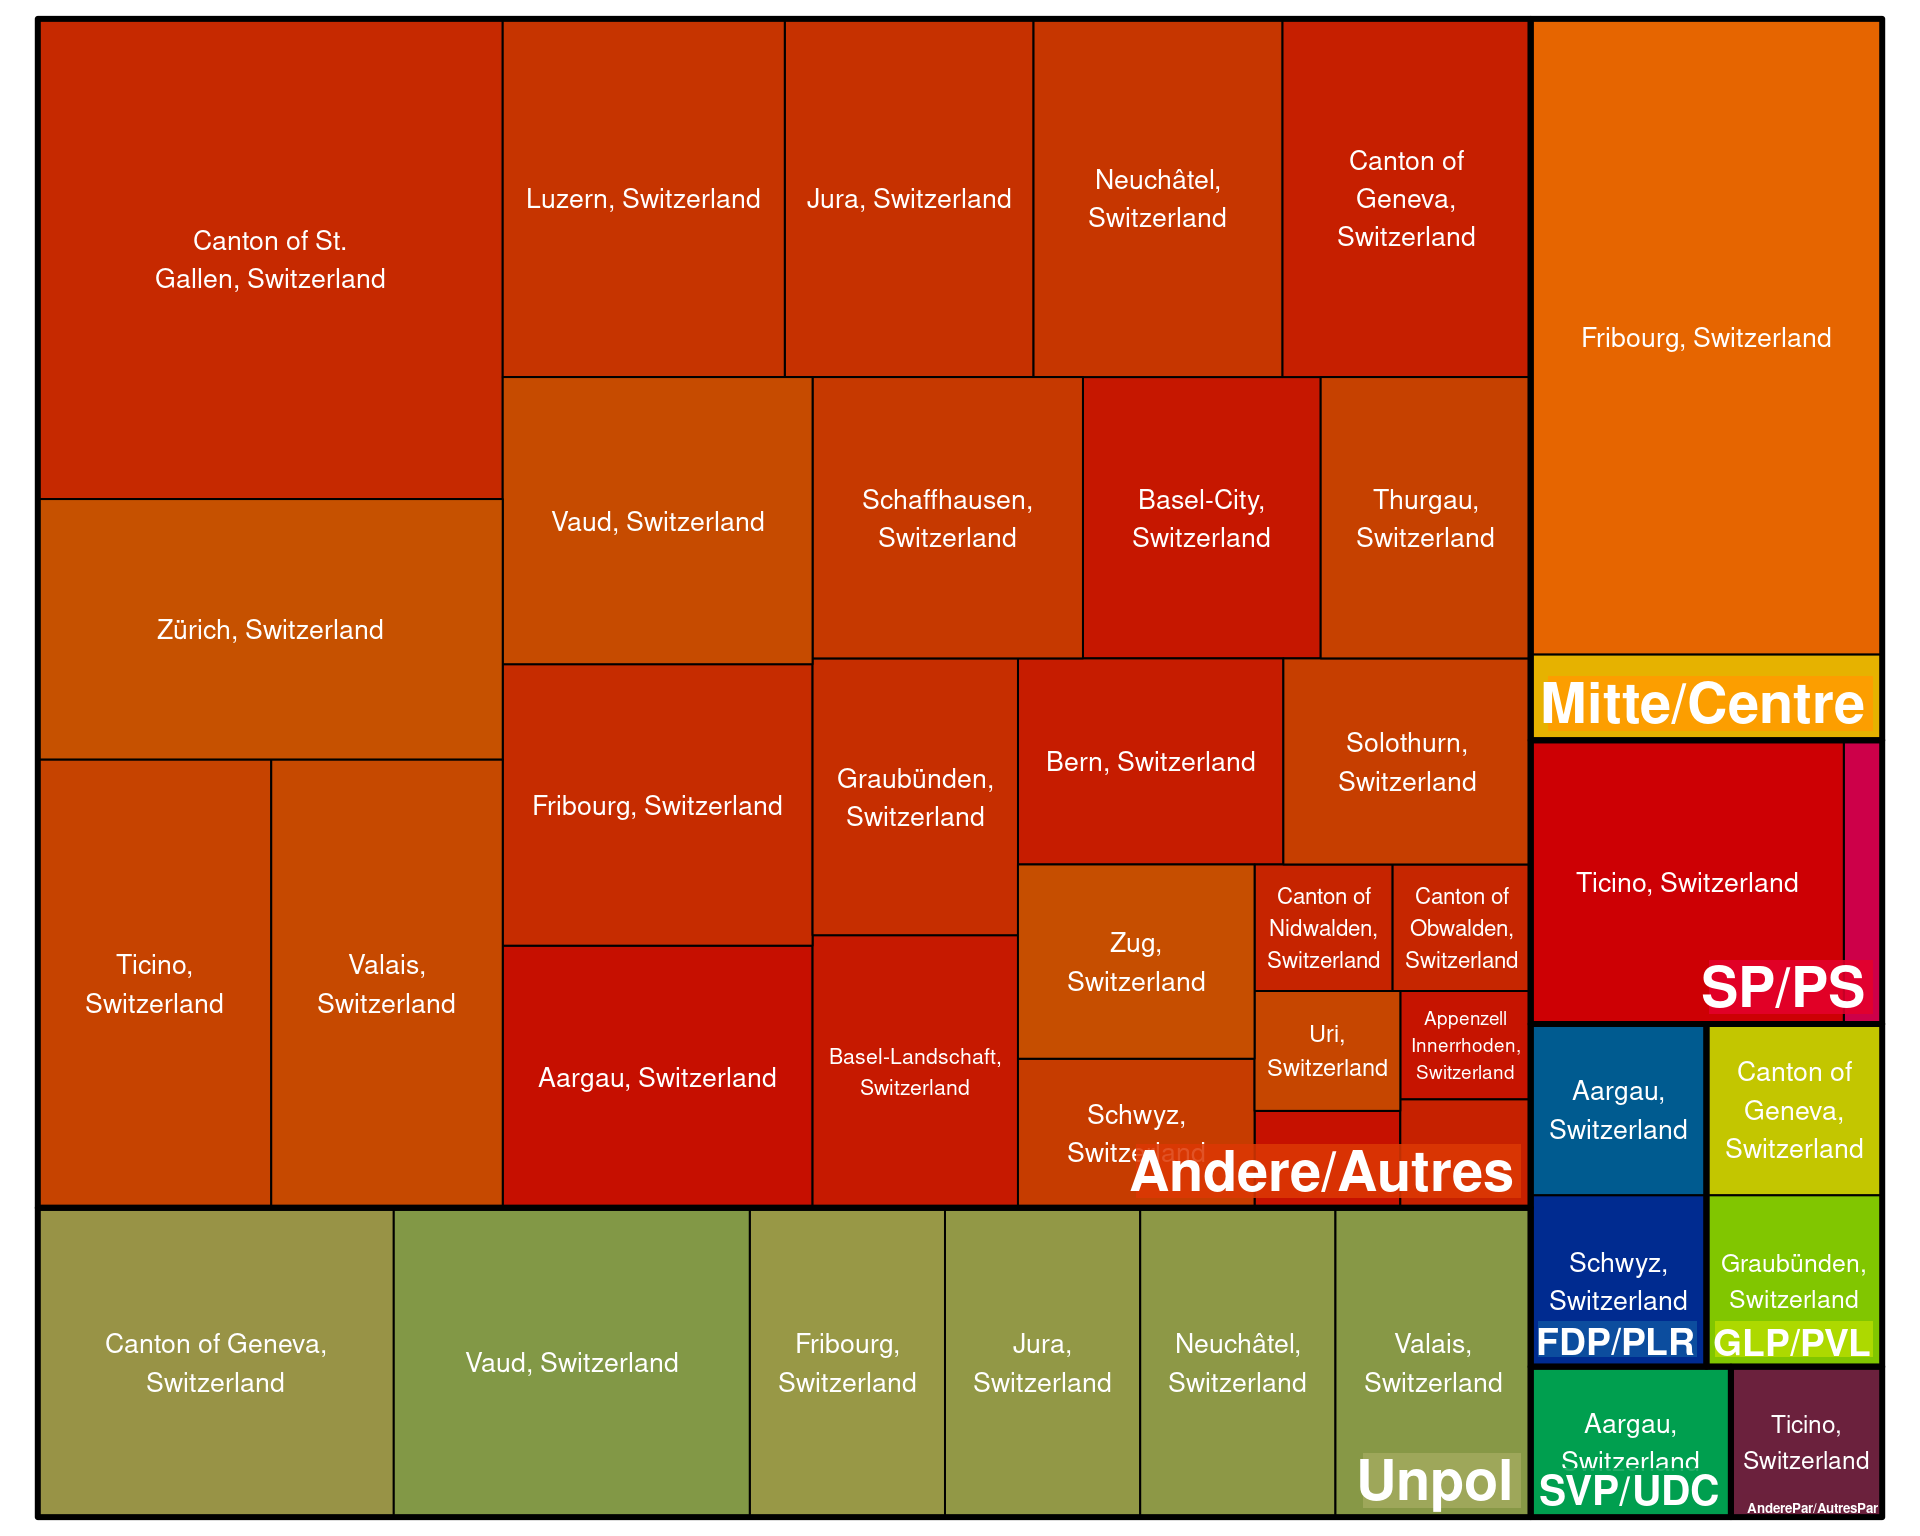 Canton of St.
Gallen, Switzerland
Luzern, Switzerland
Jura, Switzerland
Neuchâtel,
Switzerland
Canton of
Geneva,
Switzerland
Fribourg, Switzerland
Zürich, Switzerland
Vaud, Switzerland
Schaffhausen,
Switzerland
Basel-City,
Switzerland
Thurgau,
Switzerland
Mitte/Centre
Ticino,
Switzerland
Valais,
Switzerland
Fribourg, Switzerland
Graubünden,
Switzerland
Bern, Switzerland
Solothurn,
Switzerland
Ticino, Switzerland
SP/PS
Aargau, Switzerland
Basel-Landschaft,
Switzerland
Zug,
Switzerland
Canton of
Nidwalden,
Switzerland
Canton of
Obwalden,
Switzerland
Uri,
Switzerland
Appenzell
Innerrhoden,
Switzerland
Schwyz,
Switzerland
Andere/Autres
Aargau,
Switzerland
Canton of
Geneva,
Switzerland
Schwyz,
Switzerland
FDP/PLR
Graubünden,
Switzerland
GLP/PVL
Canton of Geneva,
Switzerland
Vaud, Switzerland
Fribourg,
Switzerland
Jura,
Switzerland
Neuchâtel,
Switzerland
Valais,
Switzerland
Unpol
Aargau,
Switzerland
SVP/UDC
Ticino,
Switzerland
AnderePar/AutresPar